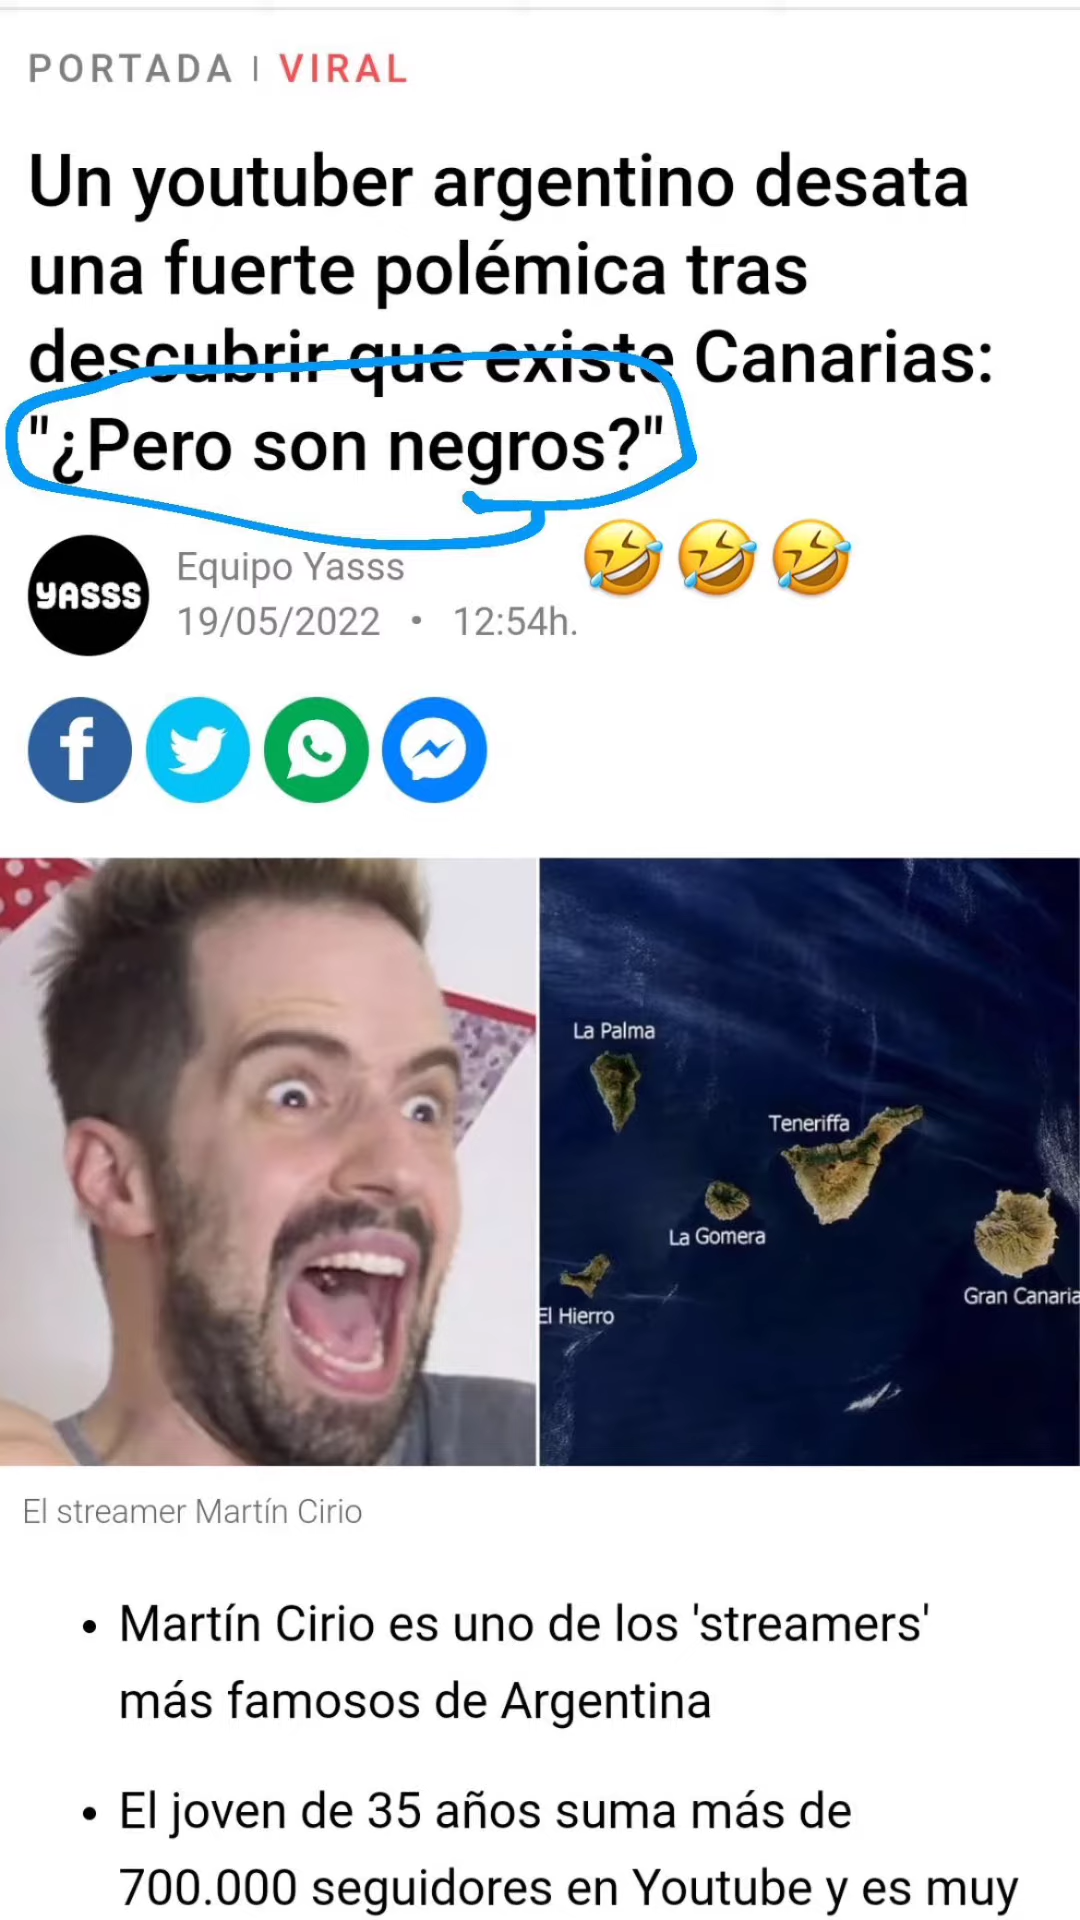 PORTADA | VIRAL
Un youtuber argentino desata
una fuerte polémica tras
descubrir que existe Canarias:
"¿Pero son negros?"
YASSS
Equipo Yasss
19/05/2022 • 12:54h.
La Palma
Teneriffa
La Gomera
El Hierro
Gran Canaria
El streamer Martín Cirio
• Martín Cirio es uno de los 'streamers'
más famosos de Argentina
• El joven de 35 años suma más de
700.000 seguidores en Youtube y es muy